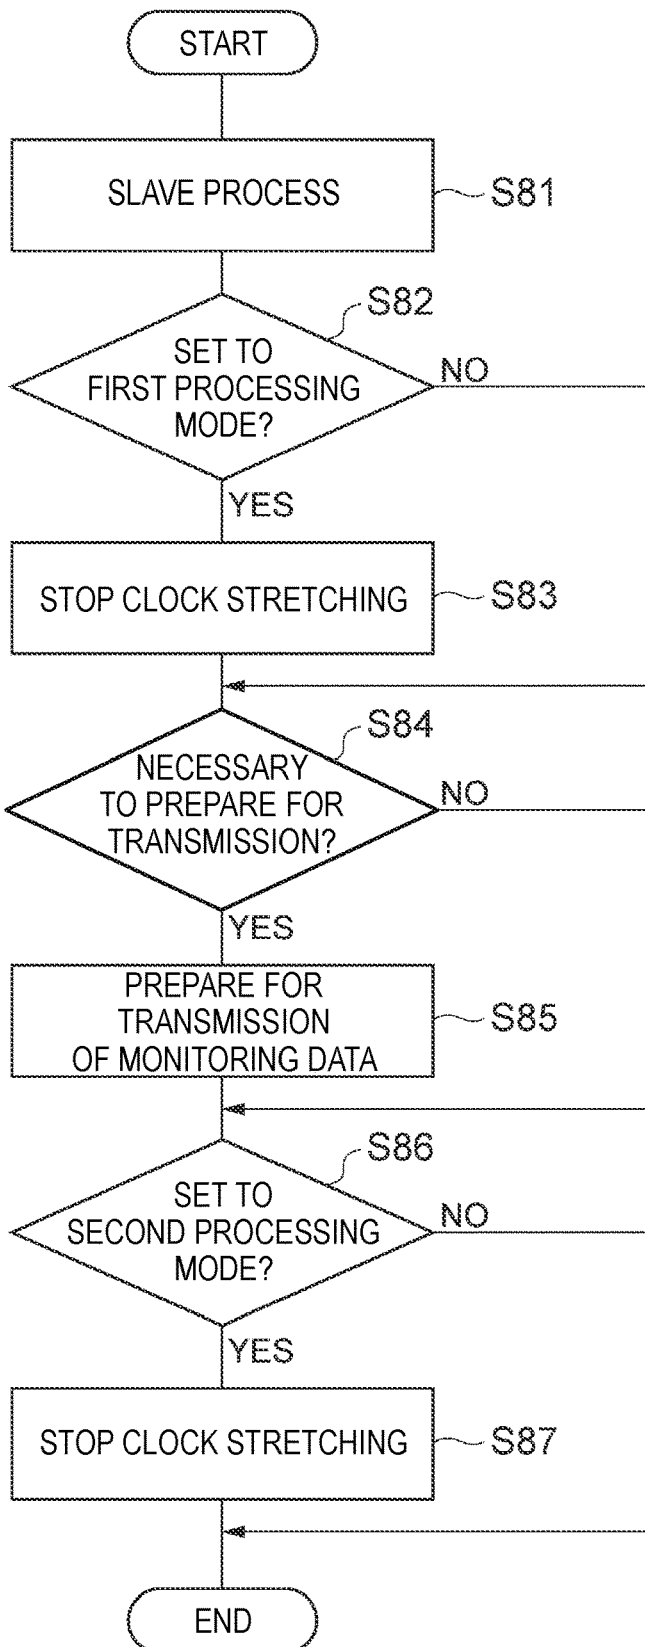 START
SLAVE PROCESS
S81
S82
SET TO
FIRST PROCESSING
MODE?
NO
YES
STOP CLOCK STRETCHING
S83
S84
NECESSARY
TO PREPARE FOR
TRANSMISSION?
NO
YES
PREPARE FOR
TRANSMISSION
OF MONITORING DATA
S85
S86
SET TO
SECOND PROCESSING
MODE?
NO
YES
STOP CLOCK STRETCHING
S87
END